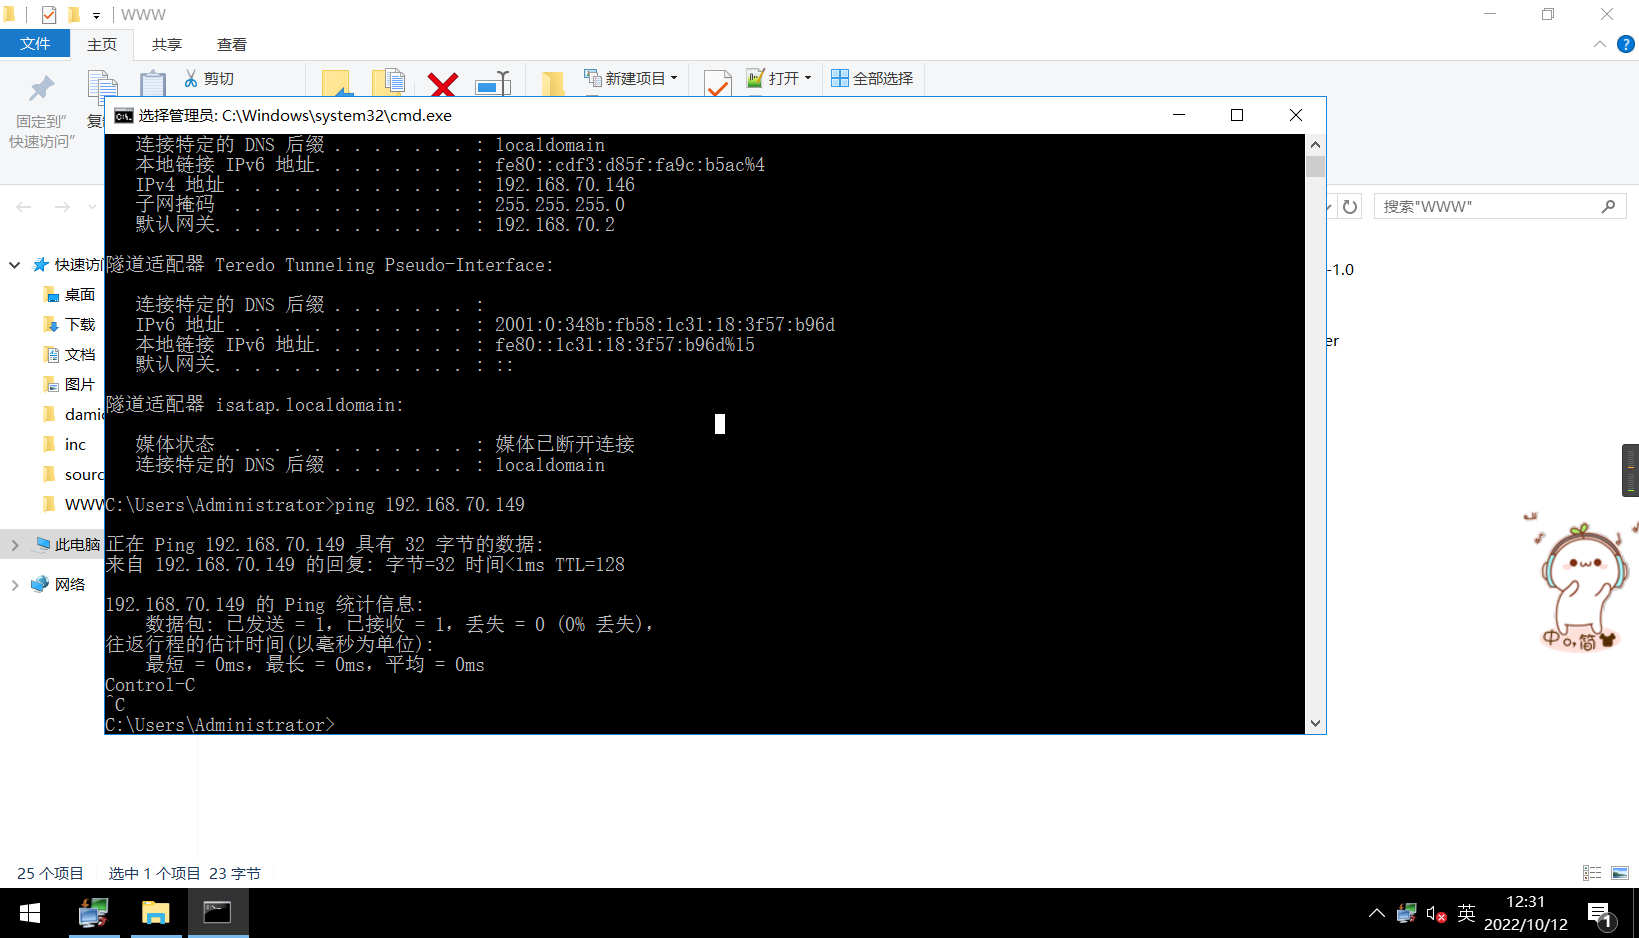 WWW
文件
主页
共享
查看
剪切
新建项目
打开
全部选择
固定到"
快速访问"
选择管理员: C:\Windows\system32\cmd.exe
连接特定的 DNS 后缀 . . . . . . . : localdomain
本地链接 IPv6 地址. . . . . . . . : fe80::cdf3:d85f:fa9c:b5ac%4
IPv4 地址 . . . . . . . . . . . . : 192.168.70.146
子网掩码  . . . . . . . . . . . . : 255.255.255.0
默认网关. . . . . . . . . . . . . : 192.168.70.2
隧道适配器 Teredo Tunneling Pseudo-Interface:
连接特定的 DNS 后缀 . . . . . . . :
IPv6 地址 . . . . . . . . . . . . : 2001:0:348b:fb58:1c31:18:3f57:b96d
本地链接 IPv6 地址. . . . . . . . : fe80::1c31:18:3f57:b96d%15
默认网关. . . . . . . . . . . . . : ::
隧道适配器 isatap.localdomain:
媒体状态  . . . . . . . . . . . . : 媒体已断开连接
连接特定的 DNS 后缀 . . . . . . . : localdomain
C:\Users\Administrator>ping 192.168.70.149
正在 Ping 192.168.70.149 具有 32 字节的数据:
来自 192.168.70.149 的回复: 字节=32 时间<1ms TTL=128
192.168.70.149 的 Ping 统计信息:
数据包: 已发送 = 1，已接收 = 1，丢失 = 0 (0% 丢失)，
往返行程的估计时间(以毫秒为单位):
最短 = 0ms，最长 = 0ms，平均 = 0ms
Control-C
^C
C:\Users\Administrator>
搜索"WWW"
-1.0
er
快速访
桌面
下载
文档
图片
inc
sourc
WWW
此电脑
网络
中 o, 简
25 个项目
选中 1 个项目 23 字节
英
12:31
2022/10/12
1